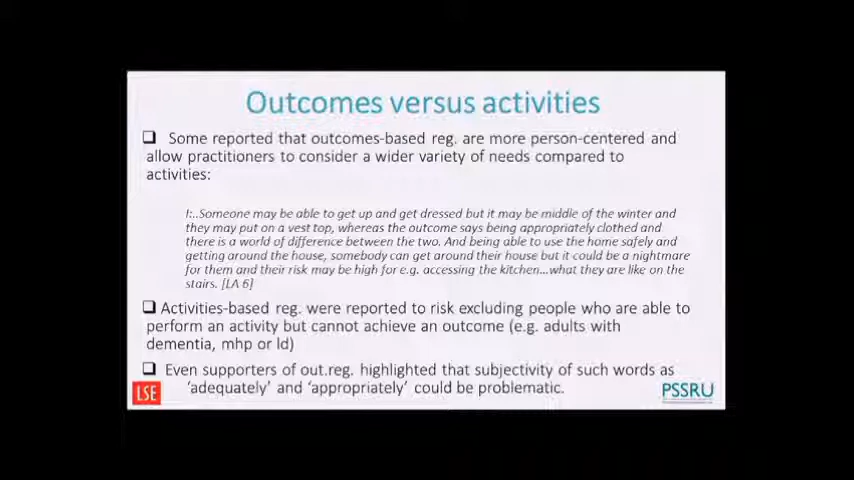 Outcomes versus activities
❑ Some reported that outcomes-based reg. are more person-centered and
allow practitioners to consider a wider variety of needs compared to
activities:
I:..Someone may be able to get up and get dressed but it may be middle of the winter and
they may put on a vest top, whereas the outcome says being appropriately clothed and
there is a world of difference between the two. And being able to use the home safely and
getting around the house, somebody can get around their house but it could be a nightmare
for them and their risk may be high for e.g. accessing the kitchen...what they are like on the
stairs. [LA 6]
❑ Activities-based reg. were reported to risk excluding people who are able to
perform an activity but cannot achieve an outcome (e.g. adults with
dementia, mhp or ld)
❑ Even supporters of out.reg. highlighted that subjectivity of such words as
'adequately' and 'appropriately' could be problematic.
LSE
PSSRU